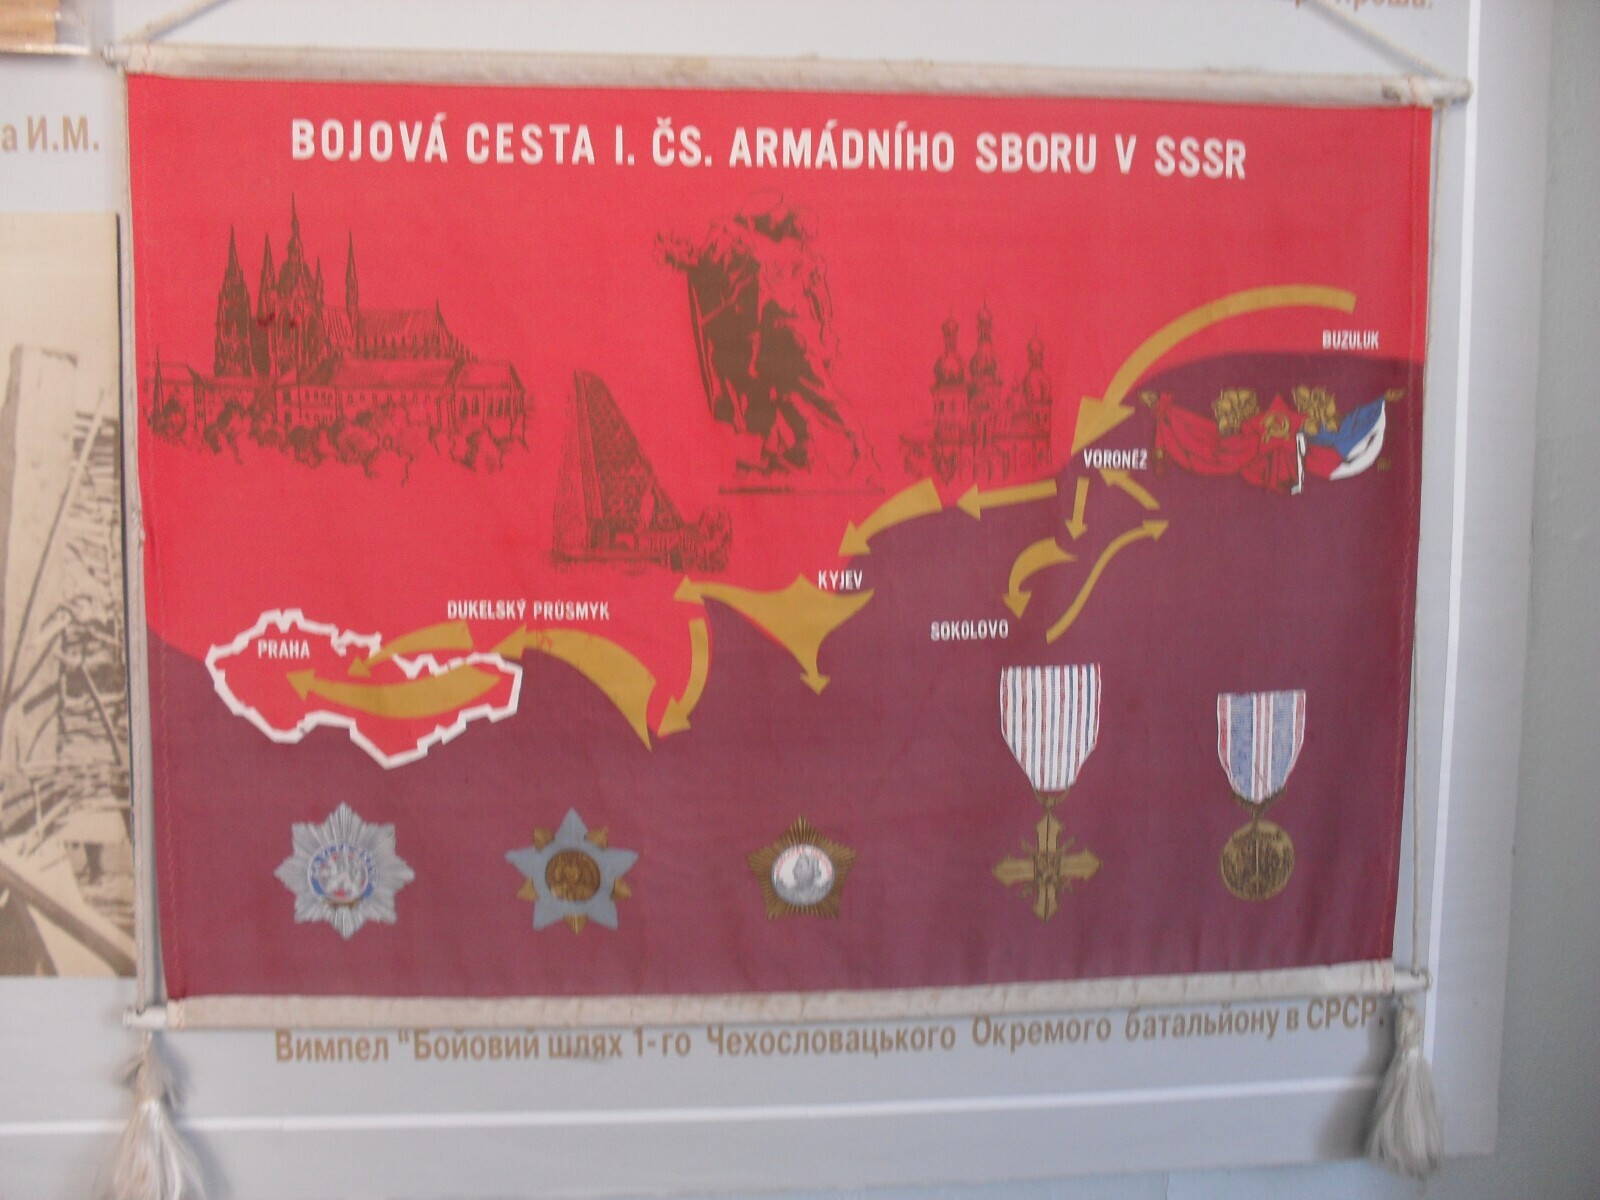 а И.М.
BOJOVÁ CESTA I. ČS. ARMÁDNÍHO SBORU V SSSR
BUZULUK
VORONĚŽ
KYJEV
DUKELSKÝ PRŮSMYK
SOKOLOVO
PRAHA
Вимпел "Бойовий шлях 1-го Чехословацького Окремого батальйону в СРСР.